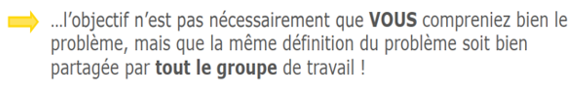 ...l’objectif n’est pas nécessairement que VOUS compreniez bien le
problème, mais que la même définition du problème soit bien
partagée par tout le groupe de travail !